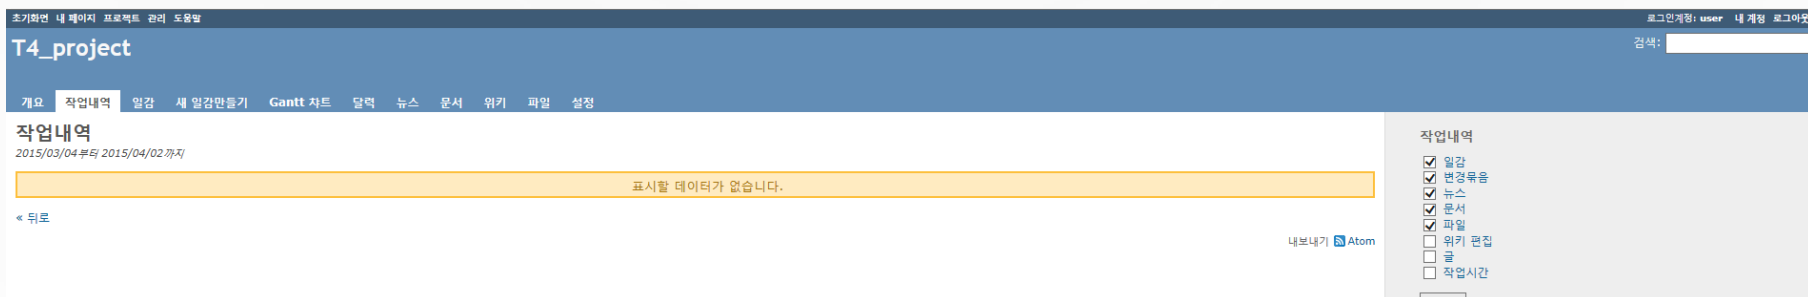 초기화면 내 페이지 프로젝트 관리 도움말
로그인계정: user 내 계정 로그아웃
T4_project
검색:
개요 작업내역 일감 새 일감만들기 Gantt 차트 달력 뉴스 문서 위키 파일 설정
작업내역
2015/03/04부터 2015/04/02까지
표시할 데이터가 없습니다.
« 뒤로
내보내기 Atom
작업내역
일감
변경묶음
뉴스
문서
파일
위키 편집
글
작업시간